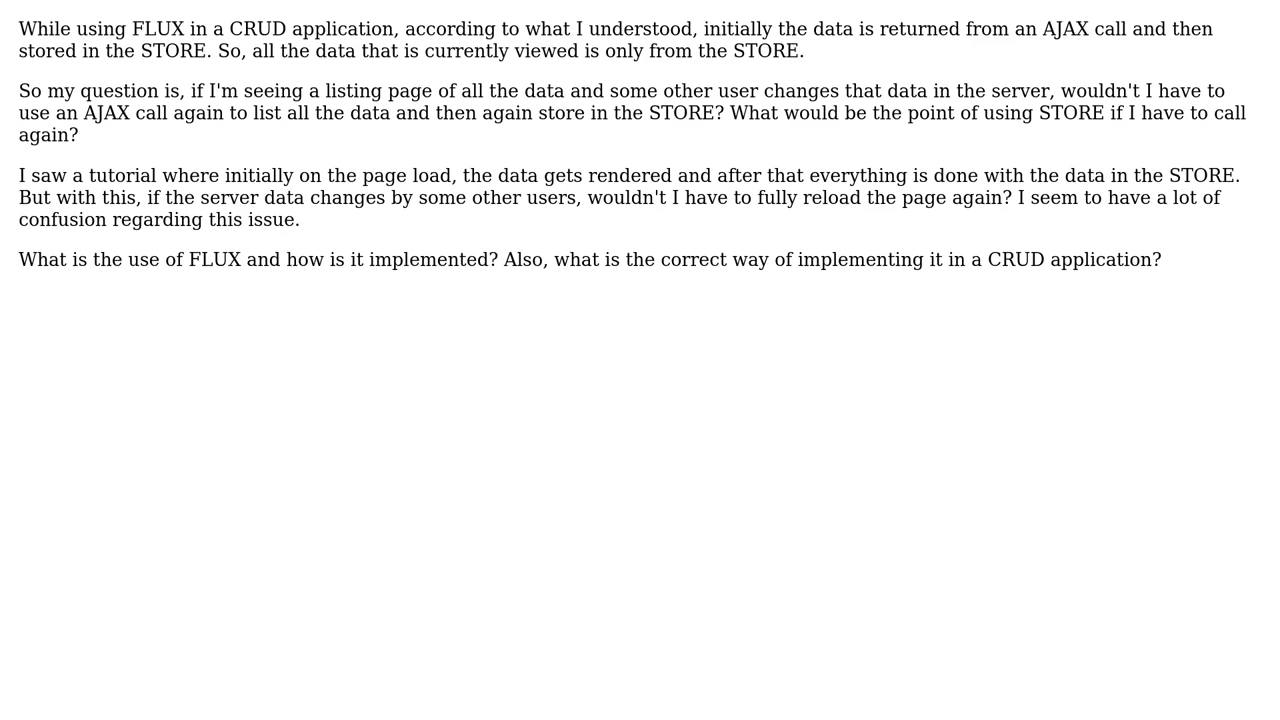 While using FLUX in a CRUD application, according to what I understood, initially the data is returned from an AJAX call and then
stored in the STORE. So, all the data that is currently viewed is only from the STORE.
So my question is, if I'm seeing a listing page of all the data and some other user changes that data in the server, wouldn't I have to
use an AJAX call again to list all the data and then again store in the STORE? What would be the point of using STORE if I have to call
again?
I saw a tutorial where initially on the page load, the data gets rendered and after that everything is done with the data in the STORE.
But with this, if the server data changes by some other users, wouldn't I have to fully reload the page again? I seem to have a lot of
confusion regarding this issue.
What is the use of FLUX and how is it implemented? Also, what is the correct way of implementing it in a CRUD application?